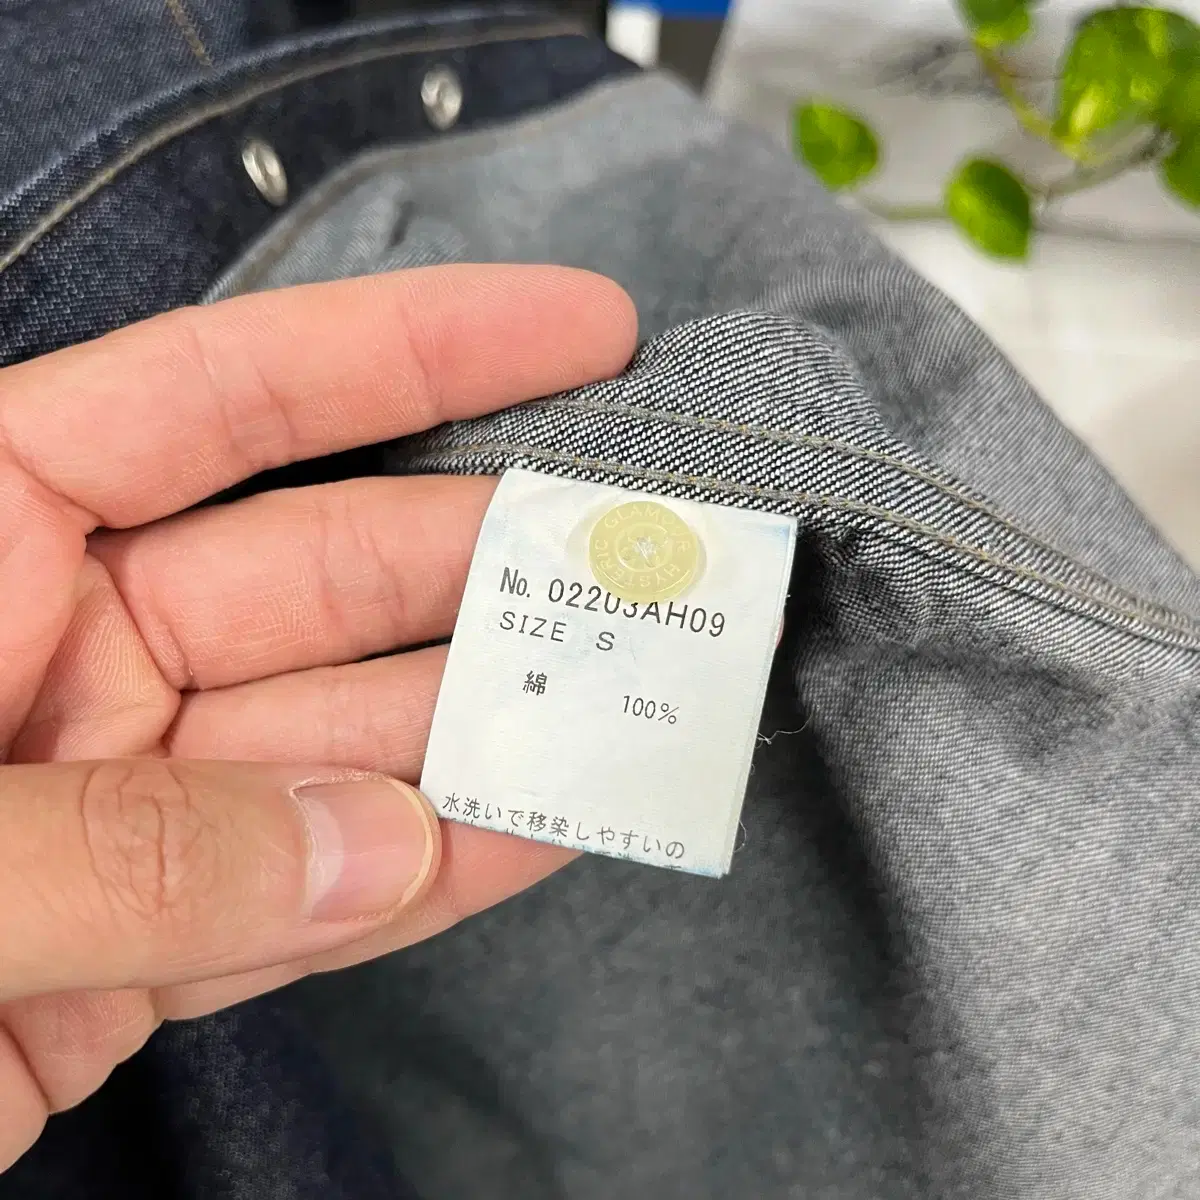 HYSTERIC GLAMOUR
No. 02203AH09
SIZE S
綿 100%
水洗いで移染しやすいの